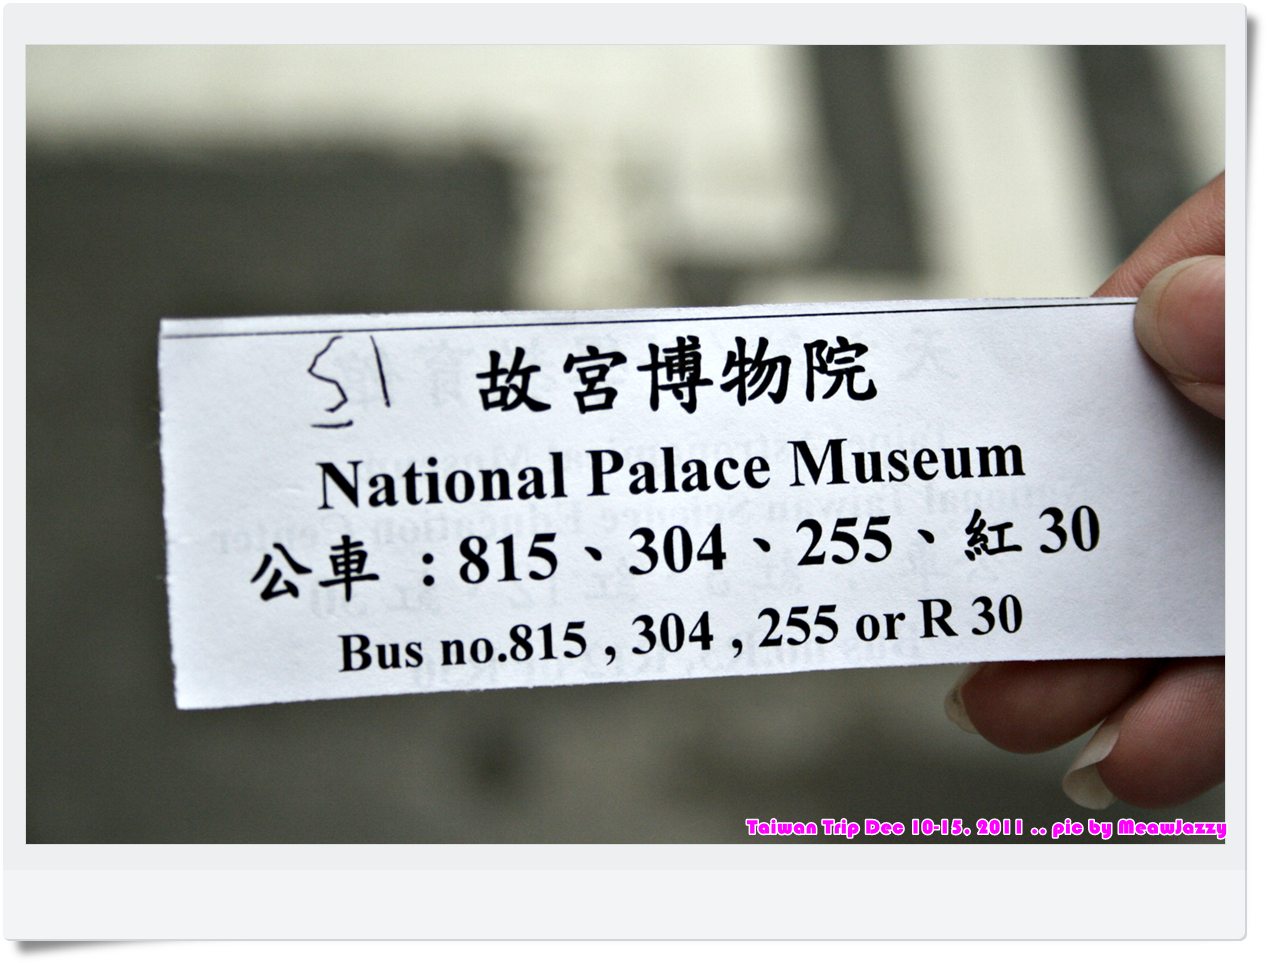 51 故宮博物院
National Palace Museum
公車 : 815、304、255、紅 30
Bus no.815 , 304 , 255 or R 30
Taiwan Trip Dec 10-15, 2011 .. pic by MeawJazzy